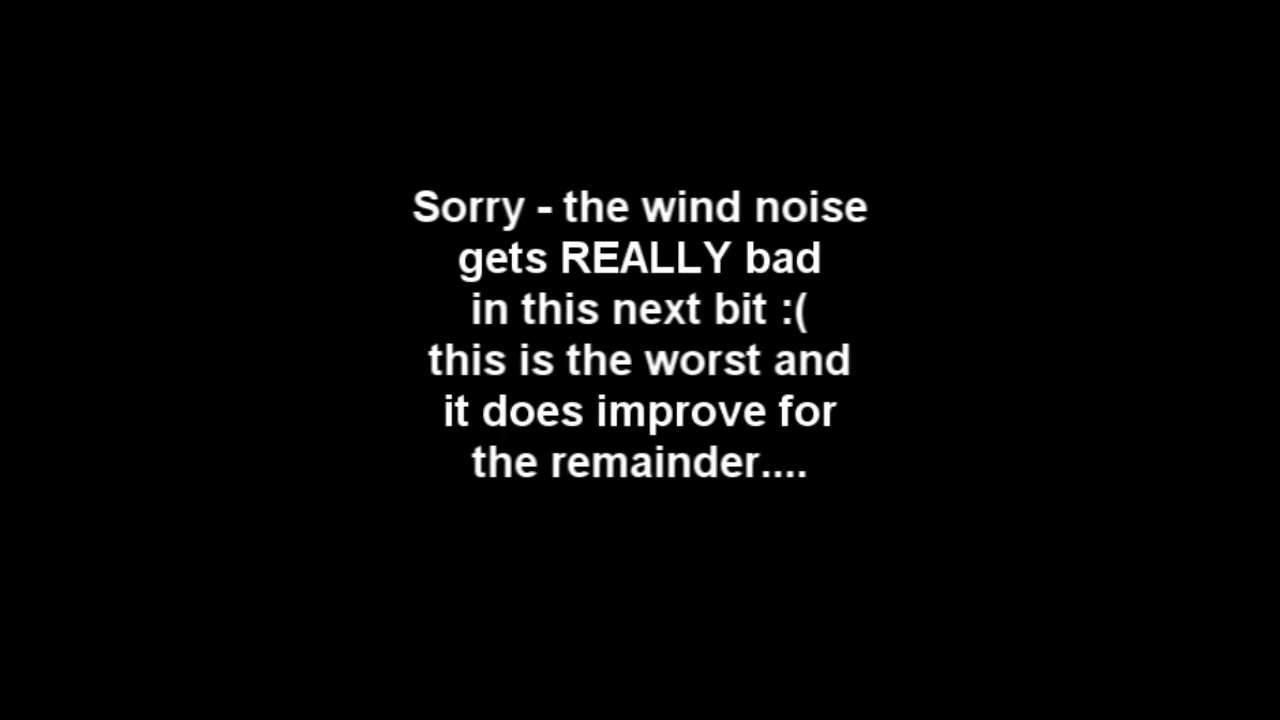 Sorry - the wind noise
gets REALLY bad
in this next bit :(
this is the worst and
it does improve for
the remainder....